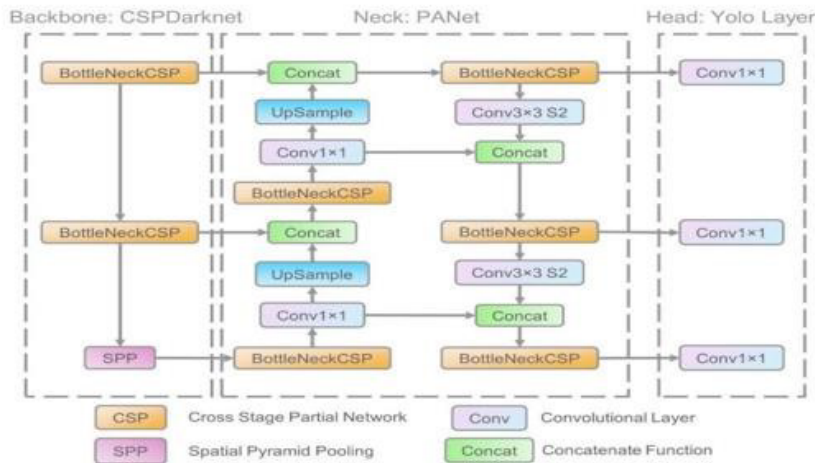 Backbone: CSPDarknet Neck: PANet Head: Yolo Layer
BottleNeckCSP Concat BottleNeckCSP Conv1×1
UpSample Conv3×3 S2
Conv1×1 Concat
BottleNeckCSP
BottleNeckCSP Concat BottleNeckCSP Conv1×1
UpSample Conv3×3 S2
Conv1×1 Concat
SPP BottleNeckCSP BottleNeckCSP Conv1×1
CSP Cross Stage Partial Network Conv Convolutional Layer
SPP Spatial Pyramid Pooling Concat Concatenate Function